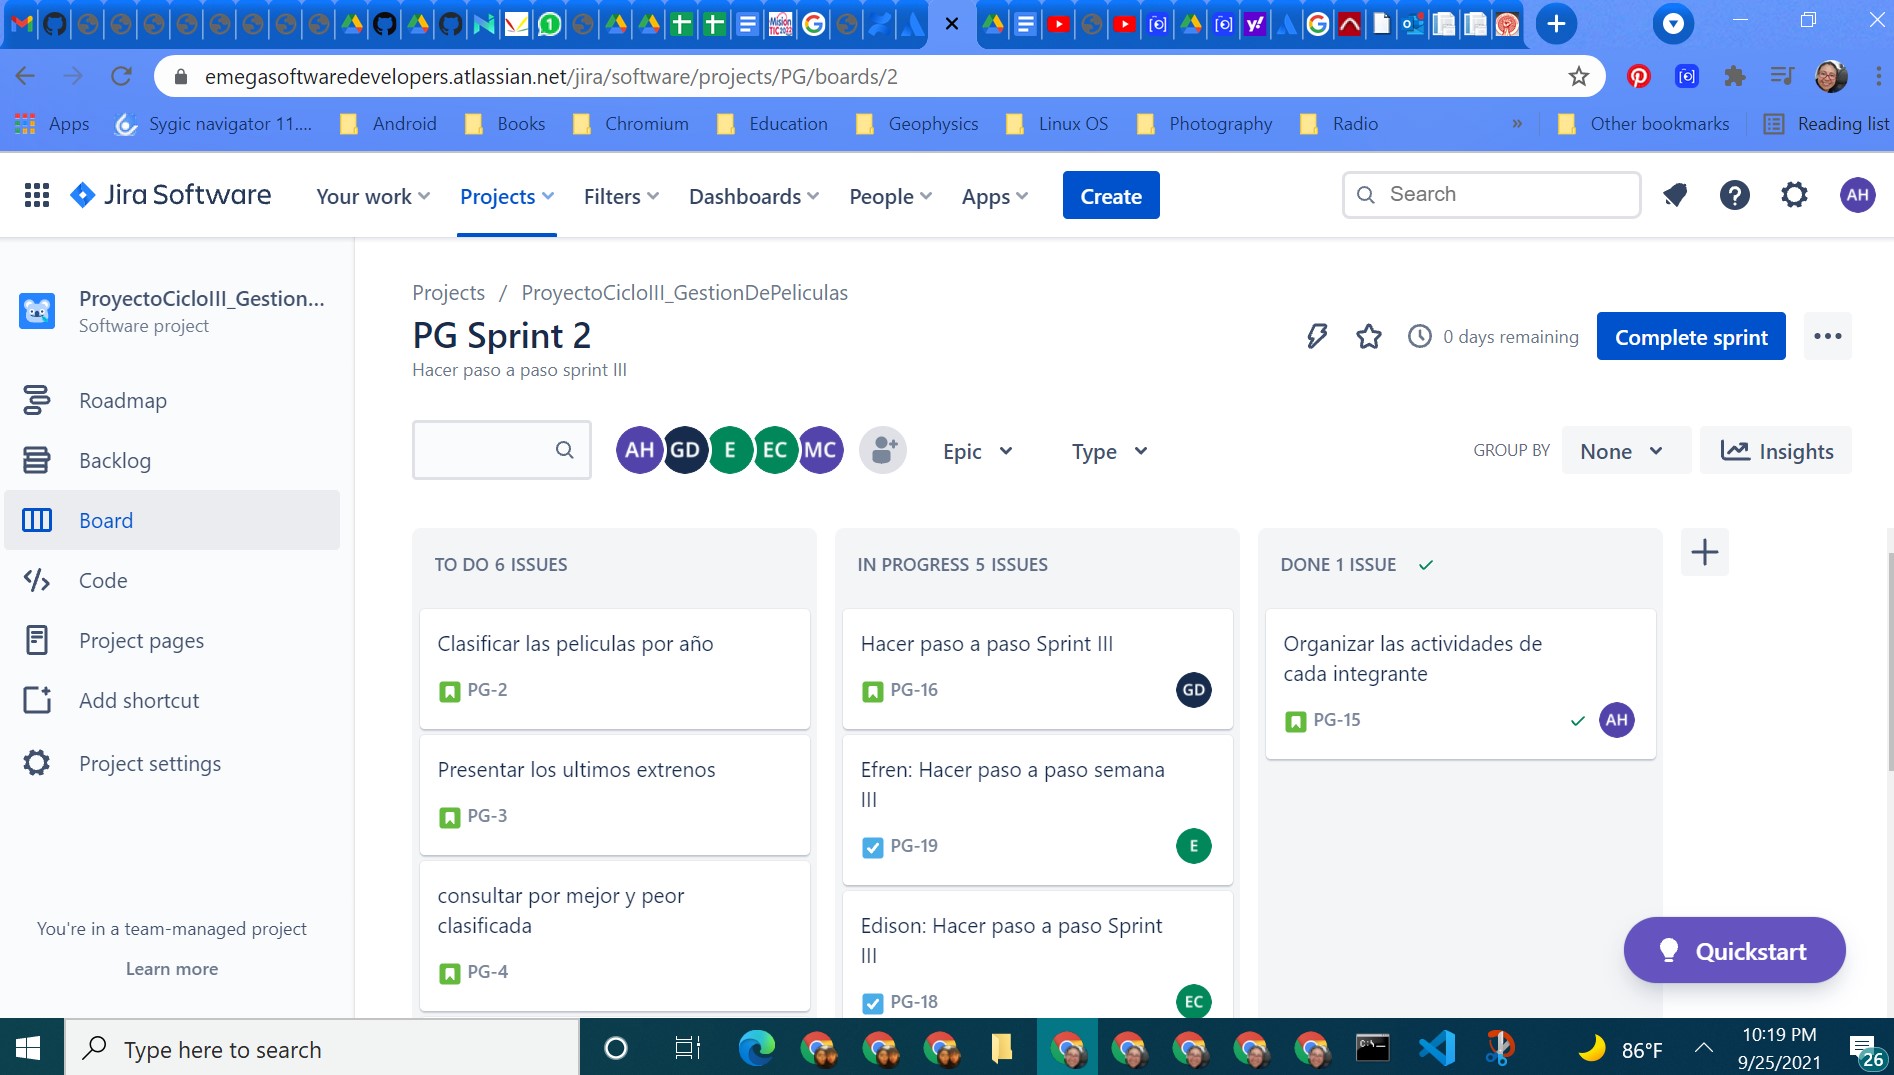 emegasoftwaredevelopers.atlassian.net/jira/software/projects/PG/boards/2
Apps
Sygic navigator 11....
Android
Books
Chromium
Education
Geophysics
Linux OS
Photography
Radio
»
Other bookmarks
Reading list
Jira Software
Your work
Projects
Filters
Dashboards
People
Apps
Create
Search
AH
ProyectoCicloIII_Gestion...
Software project
Roadmap
Backlog
Board
Code
Project pages
Add shortcut
Project settings
You're in a team-managed project
Learn more
Projects / ProyectoCicloIII_GestionDePeliculas
PG Sprint 2
Hacer paso a paso sprint III
0 days remaining
Complete sprint
AH GD E EC MC
Epic
Type
GROUP BY
None
Insights
TO DO 6 ISSUES
Clasificar las peliculas por año
PG-2
Presentar los ultimos extrenos
PG-3
consultar por mejor y peor
clasificada
PG-4
IN PROGRESS 5 ISSUES
Hacer paso a paso Sprint III
PG-16
GD
Efren: Hacer paso a paso semana
III
PG-19
E
Edison: Hacer paso a paso Sprint
III
PG-18
EC
DONE 1 ISSUE
Organizar las actividades de
cada integrante
PG-15
AH
Quickstart
Type here to search
86°F
10:19 PM
9/25/2021
26